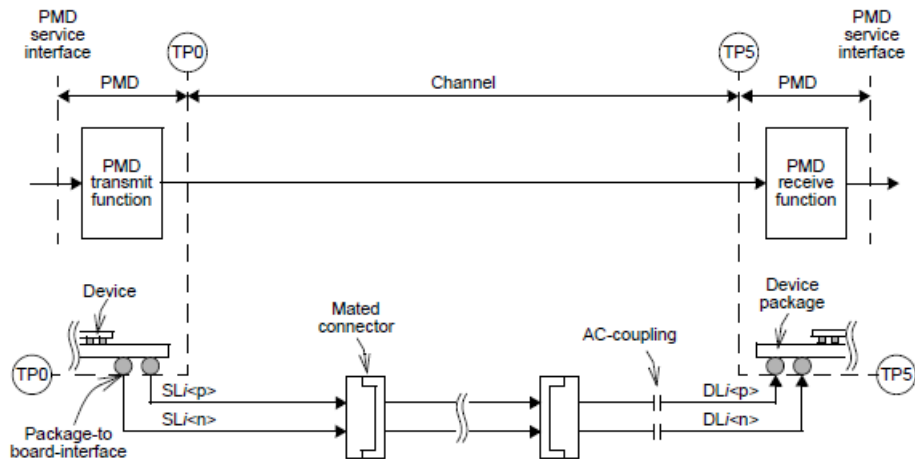 PMD
service
interface
TP0
TP5
PMD
service
interface
PMD
Channel
PMD
PMD
transmit
function
PMD
receive
function
Device
Mated
connector
AC-coupling
Device
package
TP0
TP5
SLi<p>
SLi<n>
DLi<p>
DLi<n>
Package-to
board-interface